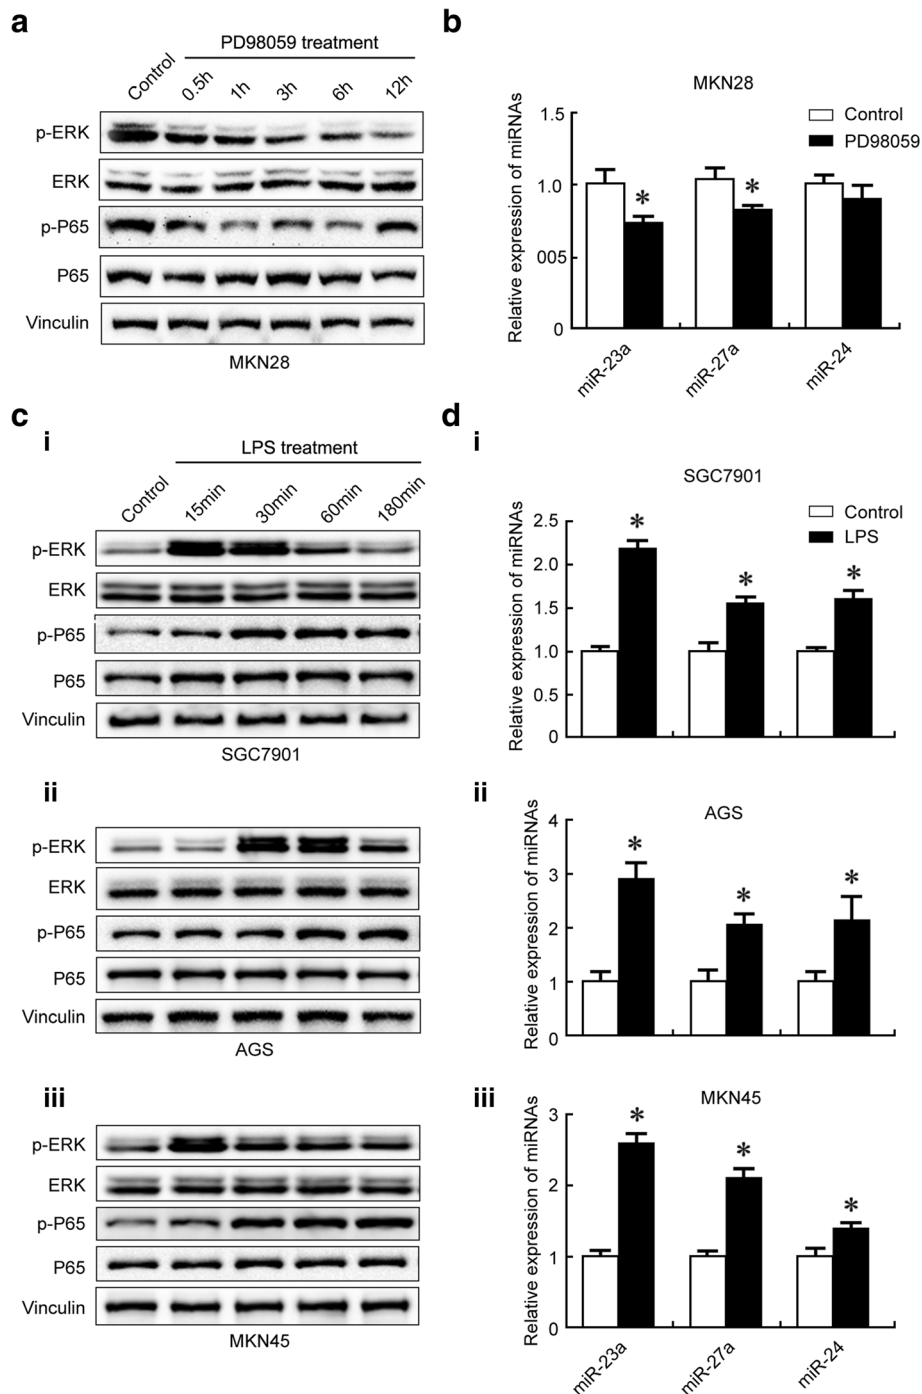 a
PD98059 treatment
Control 0.5h 1h 3h 6h 12h
p-ERK
ERK
p-P65
P65
Vinculin
MKN28
b
MKN28
Control
PD98059
Relative expression of miRNAs
1.5
1.0
005
0
* *
miR-23a miR-27a miR-24
c
i
LPS treatment
Control 15min 30min 60min 180min
p-ERK
ERK
p-P65
P65
Vinculin
SGC7901
ii
p-ERK
ERK
p-P65
P65
Vinculin
AGS
iii
p-ERK
ERK
p-P65
P65
Vinculin
MKN45
d
i
SGC7901
Control
LPS
Relative expression of miRNAs
2.5
2.0
1.5
1.0
0.5
0
* * *
ii
AGS
Relative expression of miRNAs
4
3
2
1
0
* * *
iii
MKN45
Relative expression of miRNAs
3
2
1
0
* * *
miR-23a miR-27a miR-24